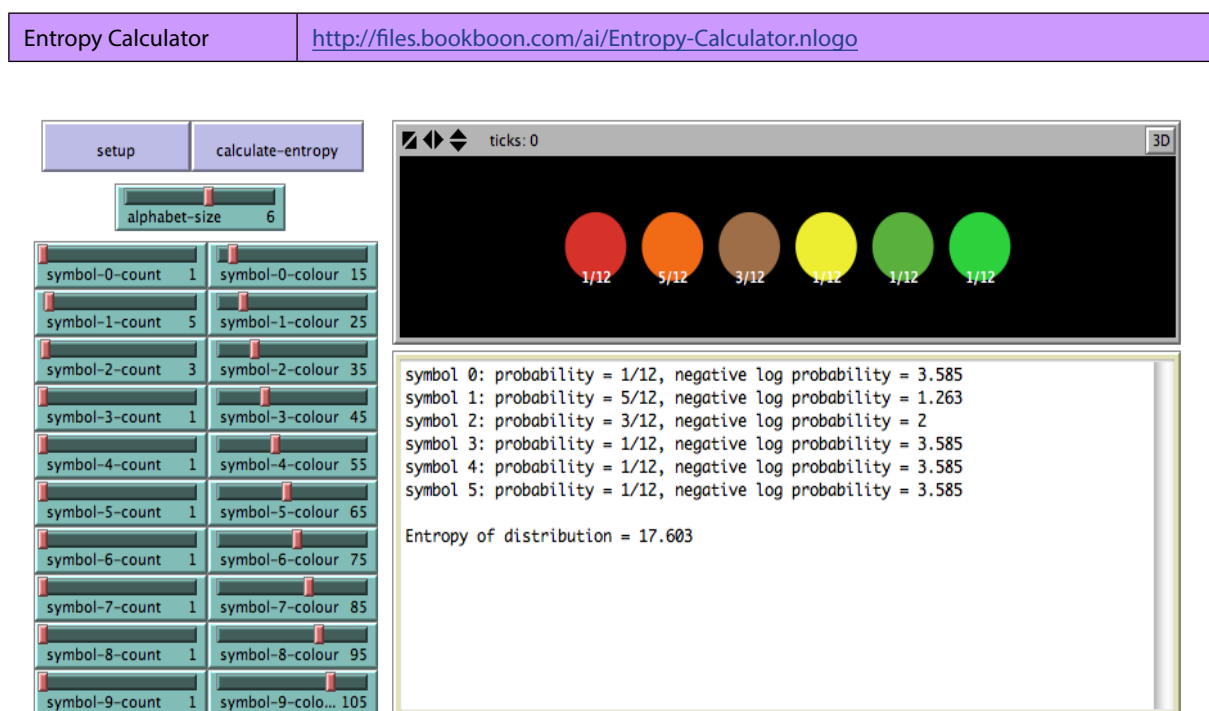 Entropy Calculator http://files.bookboon.com/ai/Entropy-Calculator.nlogo
setup calculate-entropy
alphabet-size 6
symbol-0-count 1 symbol-0-colour 15
symbol-1-count 5 symbol-1-colour 25
symbol-2-count 3 symbol-2-colour 35
symbol-3-count 1 symbol-3-colour 45
symbol-4-count 1 symbol-4-colour 55
symbol-5-count 1 symbol-5-colour 65
symbol-6-count 1 symbol-6-colour 75
symbol-7-count 1 symbol-7-colour 85
symbol-8-count 1 symbol-8-colour 95
symbol-9-count 1 symbol-9-colo... 105
ticks: 0 3D
1/12 5/12 3/12 1/12 1/12 1/12
symbol 0: probability = 1/12, negative log probability = 3.585
symbol 1: probability = 5/12, negative log probability = 1.263
symbol 2: probability = 3/12, negative log probability = 2
symbol 3: probability = 1/12, negative log probability = 3.585
symbol 4: probability = 1/12, negative log probability = 3.585
symbol 5: probability = 1/12, negative log probability = 3.585
Entropy of distribution = 17.603